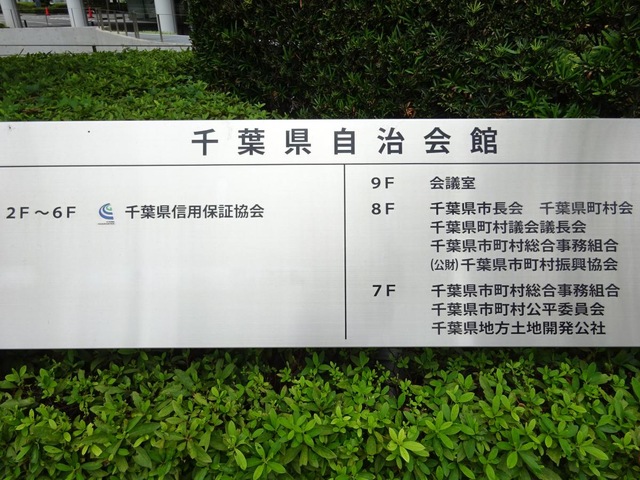 千葉県自治会館
2F～6F 千葉県信用保証協会
9F 会議室
8F 千葉県市長会 千葉県町村会
千葉県町村議会議長会
千葉県市町村総合事務組合
(公財)千葉県市町村振興協会
7F 千葉県市町村総合事務組合
千葉県市町村公平委員会
千葉県地方土地開発公社